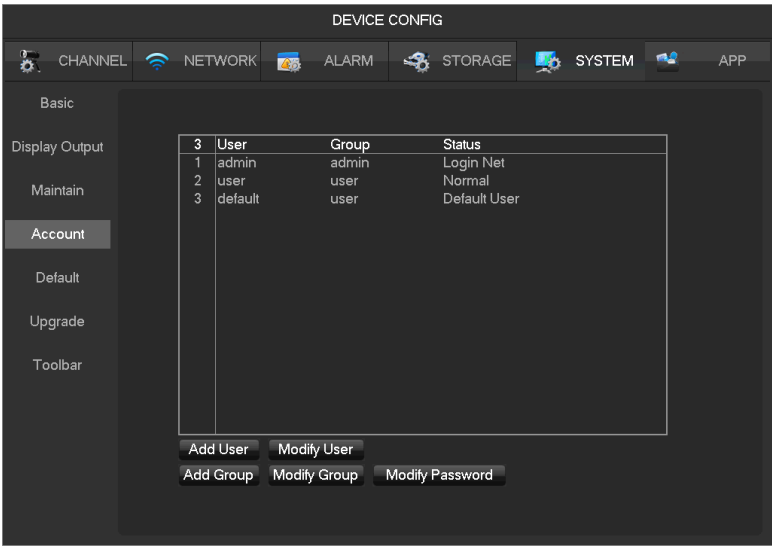 DEVICE CONFIG
CHANNEL NETWORK ALARM STORAGE SYSTEM APP
Basic
Display Output
Maintain
Account
Default
Upgrade
Toolbar
3 User Group Status
1 admin admin Login Net
2 user user Normal
3 default user Default User
Add User Modify User
Add Group Modify Group Modify Password